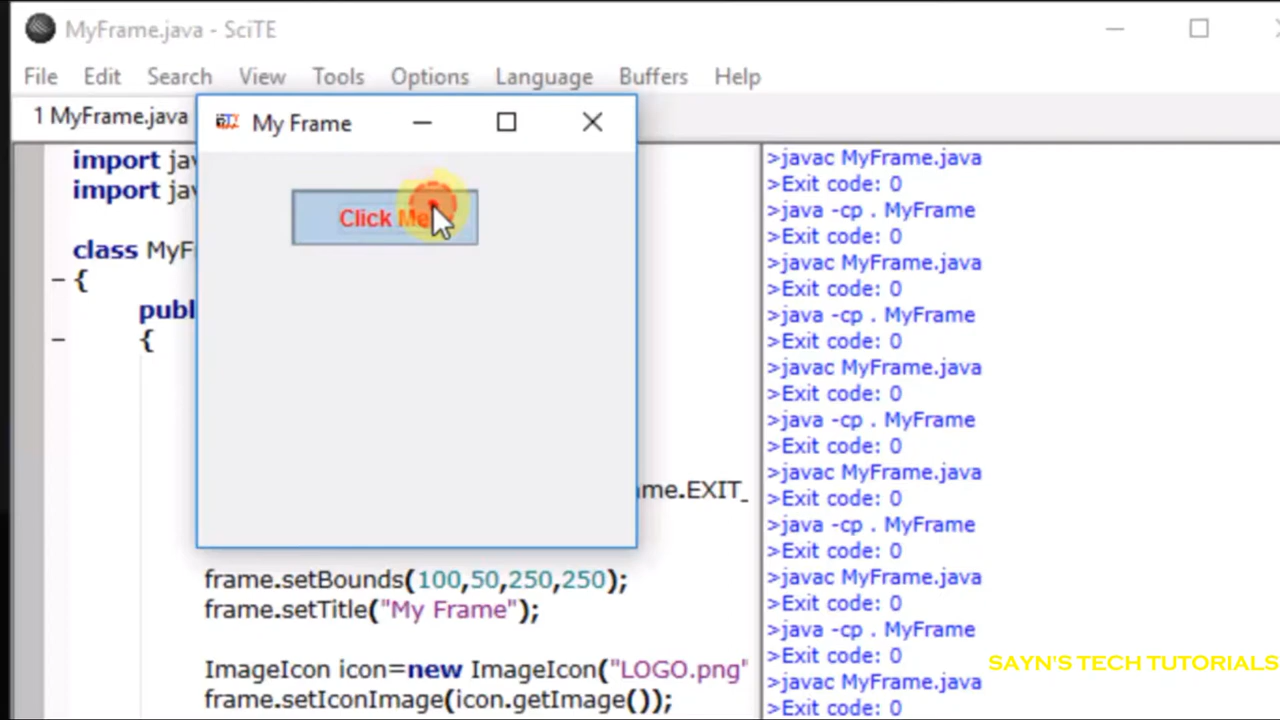 MyFrame.java - SciTE
File Edit Search View Tools Options Language Buffers Help
1 MyFrame.java
My Frame
Click Me
import
import
class
{
{
frame.setBounds(100,50,250,250);
frame.setTitle("My Frame");
ImageIcon icon=new ImageIcon("LOGO.png"
frame.setIconImage(icon.getImage());
>javac MyFrame.java
>Exit code: 0
>java -cp . MyFrame
>Exit code: 0
>javac MyFrame.java
>Exit code: 0
>java -cp . MyFrame
>Exit code: 0
>javac MyFrame.java
>Exit code: 0
>java -cp . MyFrame
>Exit code: 0
>javac MyFrame.java
>Exit code: 0
>java -cp . MyFrame
>Exit code: 0
>javac MyFrame.java
>Exit code: 0
>java -cp . MyFrame
>Exit code: 0
>javac MyFrame.java
>Exit code: 0
SAYN'S TECH TUTORIALS